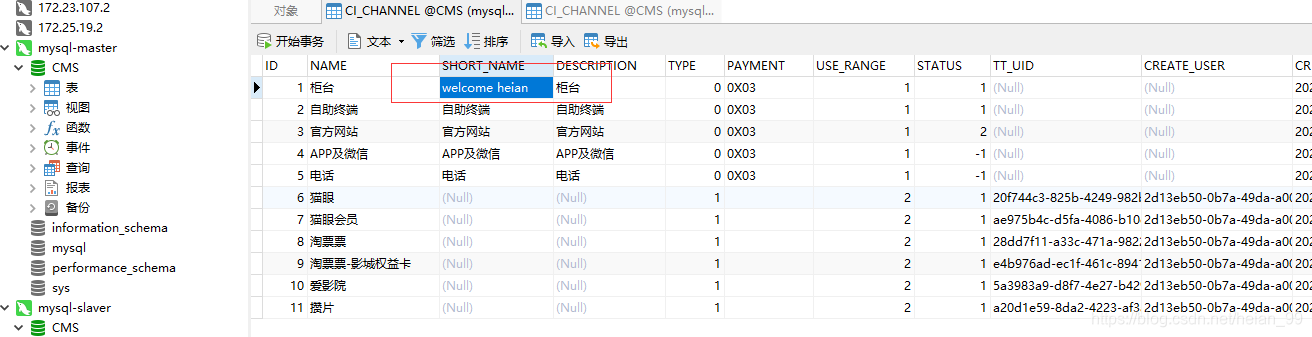 172.23.107.2
172.25.19.2
mysql-master
CMS
表
视图
函数
事件
查询
报表
备份
information_schema
mysql
performance_schema
sys
mysql-slaver
CMS
对象 CI_CHANNEL @CMS (mysql... CI_CHANNEL @CMS (mysql...
开始事务 文本 筛选 排序 导入 导出
ID NAME SHORT_NAME DESCRIPTION TYPE PAYMENT USE_RANGE STATUS TT_UID CREATE_USER CR
1 柜台 welcome heian 柜台 0 0X03 1 1 (Null) (Null) 202
2 自助终端 自助终端 自助终端 0 0X03 1 1 (Null) (Null) 202
3 官方网站 官方网站 官方网站 0 0X03 1 2 (Null) (Null) 202
4 APP及微信 APP及微信 APP及微信 0 0X03 1 -1 (Null) (Null) 202
5 电话 电话 电话 0 0X03 1 -1 (Null) (Null) 202
6 猫眼 (Null) (Null) 1 2 1 20f744c3-825b-4249-982b 2d13eb50-0b7a-49da-a00 202
7 猫眼会员 (Null) (Null) 1 2 1 ae975b4c-d5fa-4086-b10 2d13eb50-0b7a-49da-a00 202
8 淘票票 (Null) (Null) 1 2 1 28dd7f11-a33c-471a-982 2d13eb50-0b7a-49da-a00 202
9 淘票票-影城权益卡 (Null) (Null) 1 2 1 e4b976ad-ec1f-461c-894 2d13eb50-0b7a-49da-a00 202
10 爱影院 (Null) (Null) 1 2 1 5a3983a9-d8f7-4e27-b42 2d13eb50-0b7a-49da-a00 202
11 攒片 (Null) (Null) 1 2 1 a20d1e59-8da2-4223-af3 2d13eb50-0b7a-49da-a00 202
https://blog.csdn.net/heian_99